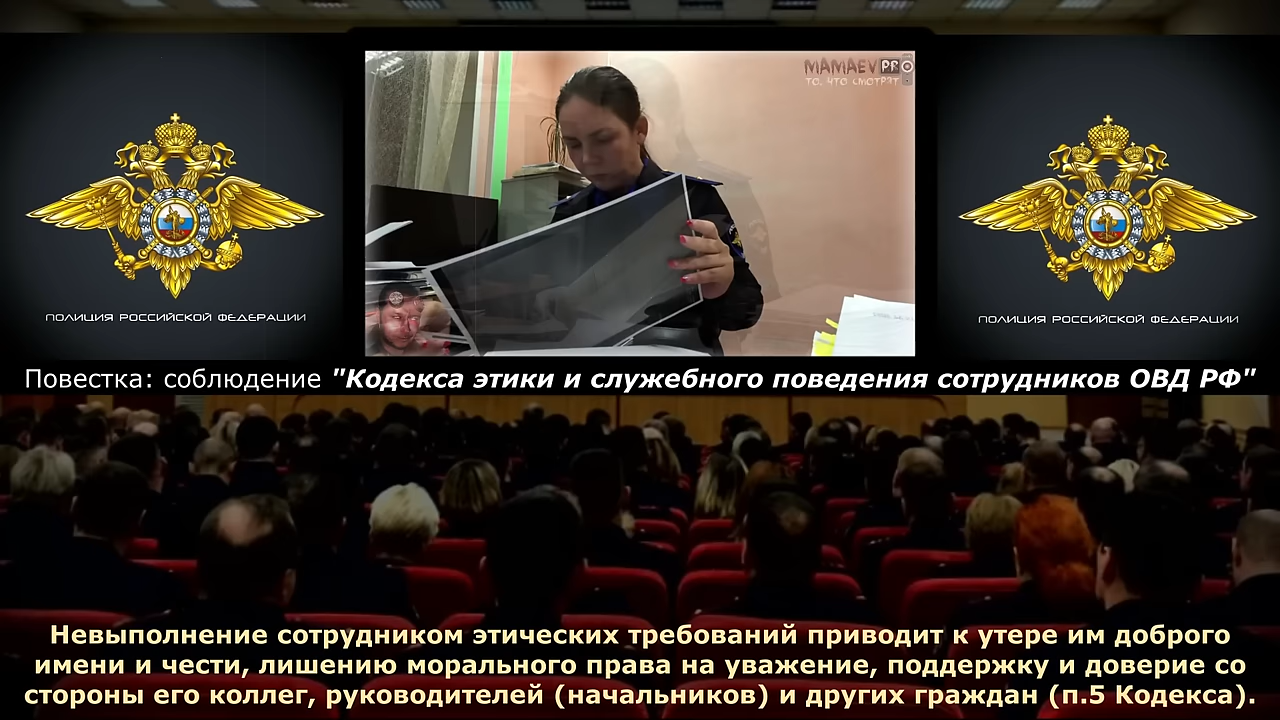 MAMAEV PRO
ТО, ЧТО СМОТРЯТ
ПОЛИЦИЯ РОССИЙСКОЙ ФЕДЕРАЦИИ
ПОЛИЦИЯ РОССИЙСКОЙ ФЕДЕРАЦИИ
Повестка: соблюдение "Кодекса этики и служебного поведения сотрудников ОВД РФ"
Невыполнение сотрудником этических требований приводит к утере им доброго
имени и чести, лишению морального права на уважение, поддержку и доверие со
стороны его коллег, руководителей (начальников) и других граждан (п.5 Кодекса).